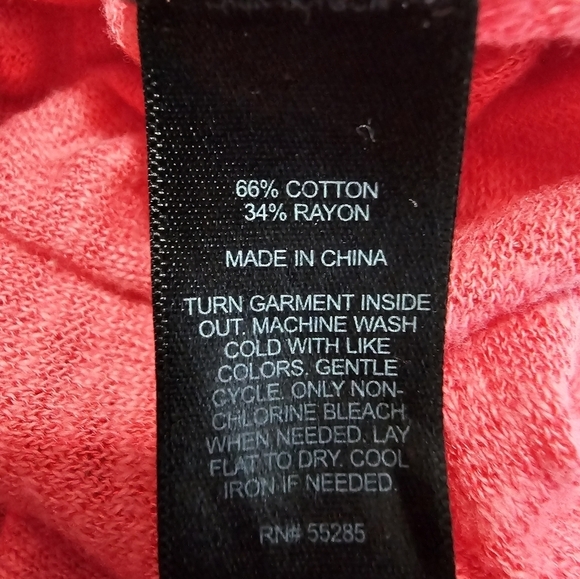 66% COTTON
34% RAYON
MADE IN CHINA
TURN GARMENT INSIDE
OUT. MACHINE WASH
COLD WITH LIKE
COLORS. GENTLE
CYCLE. ONLY NON-
CHLORINE BLEACH
WHEN NEEDED. LAY
FLAT TO DRY. COOL
IRON IF NEEDED.
RN# 55285